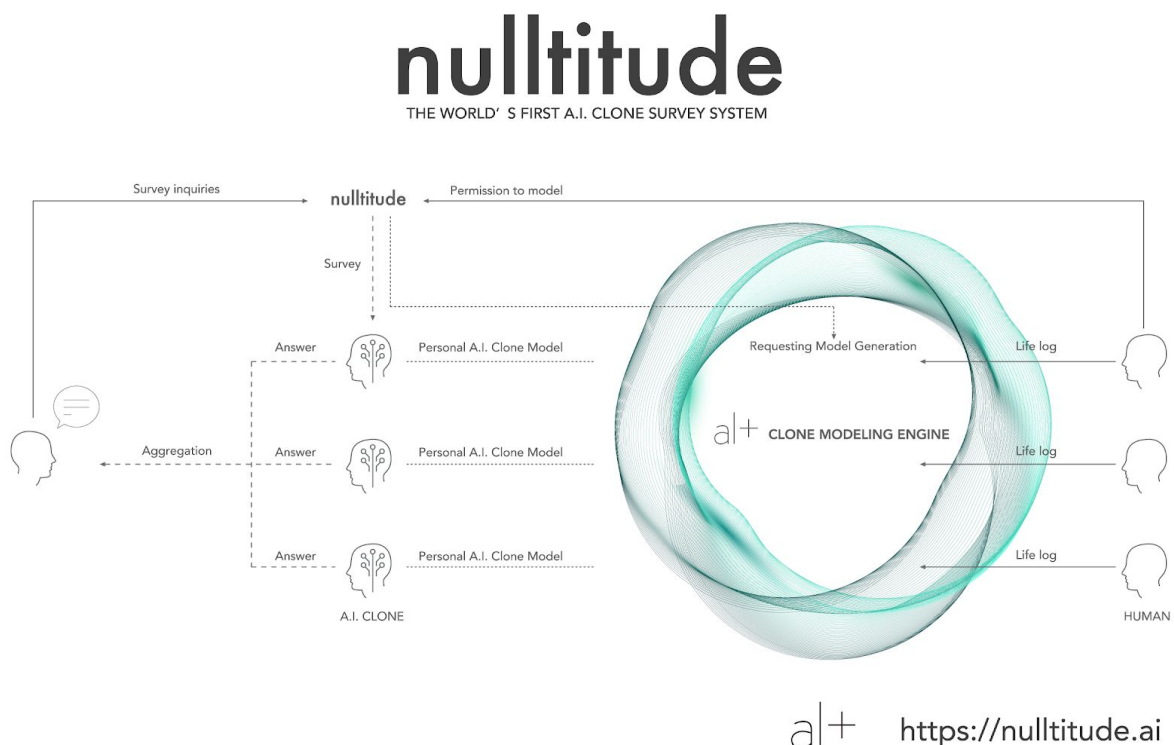 nulltitude
THE WORLD' S FIRST A.I. CLONE SURVEY SYSTEM
Survey inquiries
nulltitude
Permission to model
Survey
Answer
Personal A.I. Clone Model
Requesting Model Generation
Life log
al+ CLONE MODELING ENGINE
Aggregation
Answer
Personal A.I. Clone Model
Life log
Answer
Personal A.I. Clone Model
Life log
A.I. CLONE
HUMAN
al+
https://nulltitude.ai